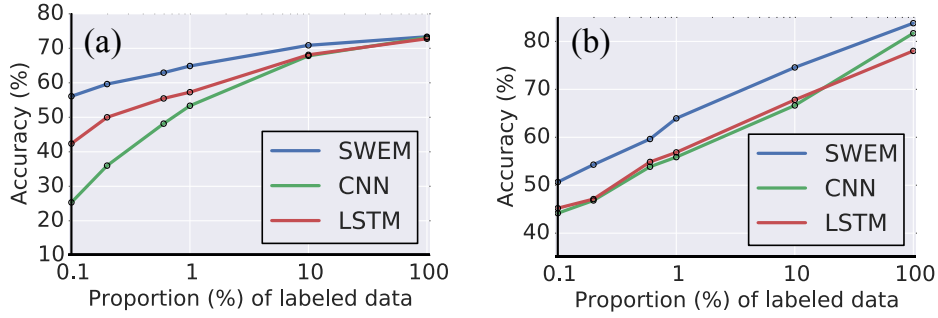 (a)
80
70
60
50
40
30
20
10
Accuracy (%)
SWEM
CNN
LSTM
0.1 1 10 100
Proportion (%) of labeled data
(b)
80
70
60
50
40
Accuracy (%)
SWEM
CNN
LSTM
0.1 1 10 100
Proportion (%) of labeled data